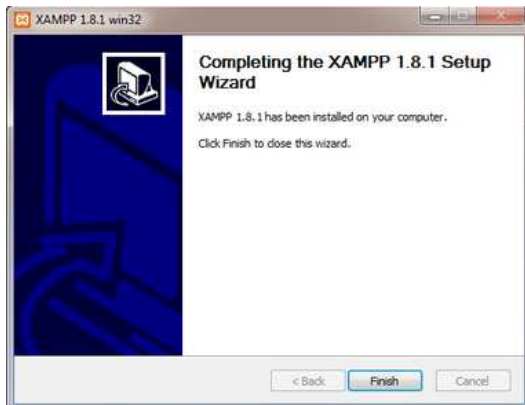 XAMPP 1.8.1 win32
Completing the XAMPP 1.8.1 Setup
Wizard
XAMPP 1.8.1 has been installed on your computer.
Click Finish to close this wizard.
< Back
Finish
Cancel